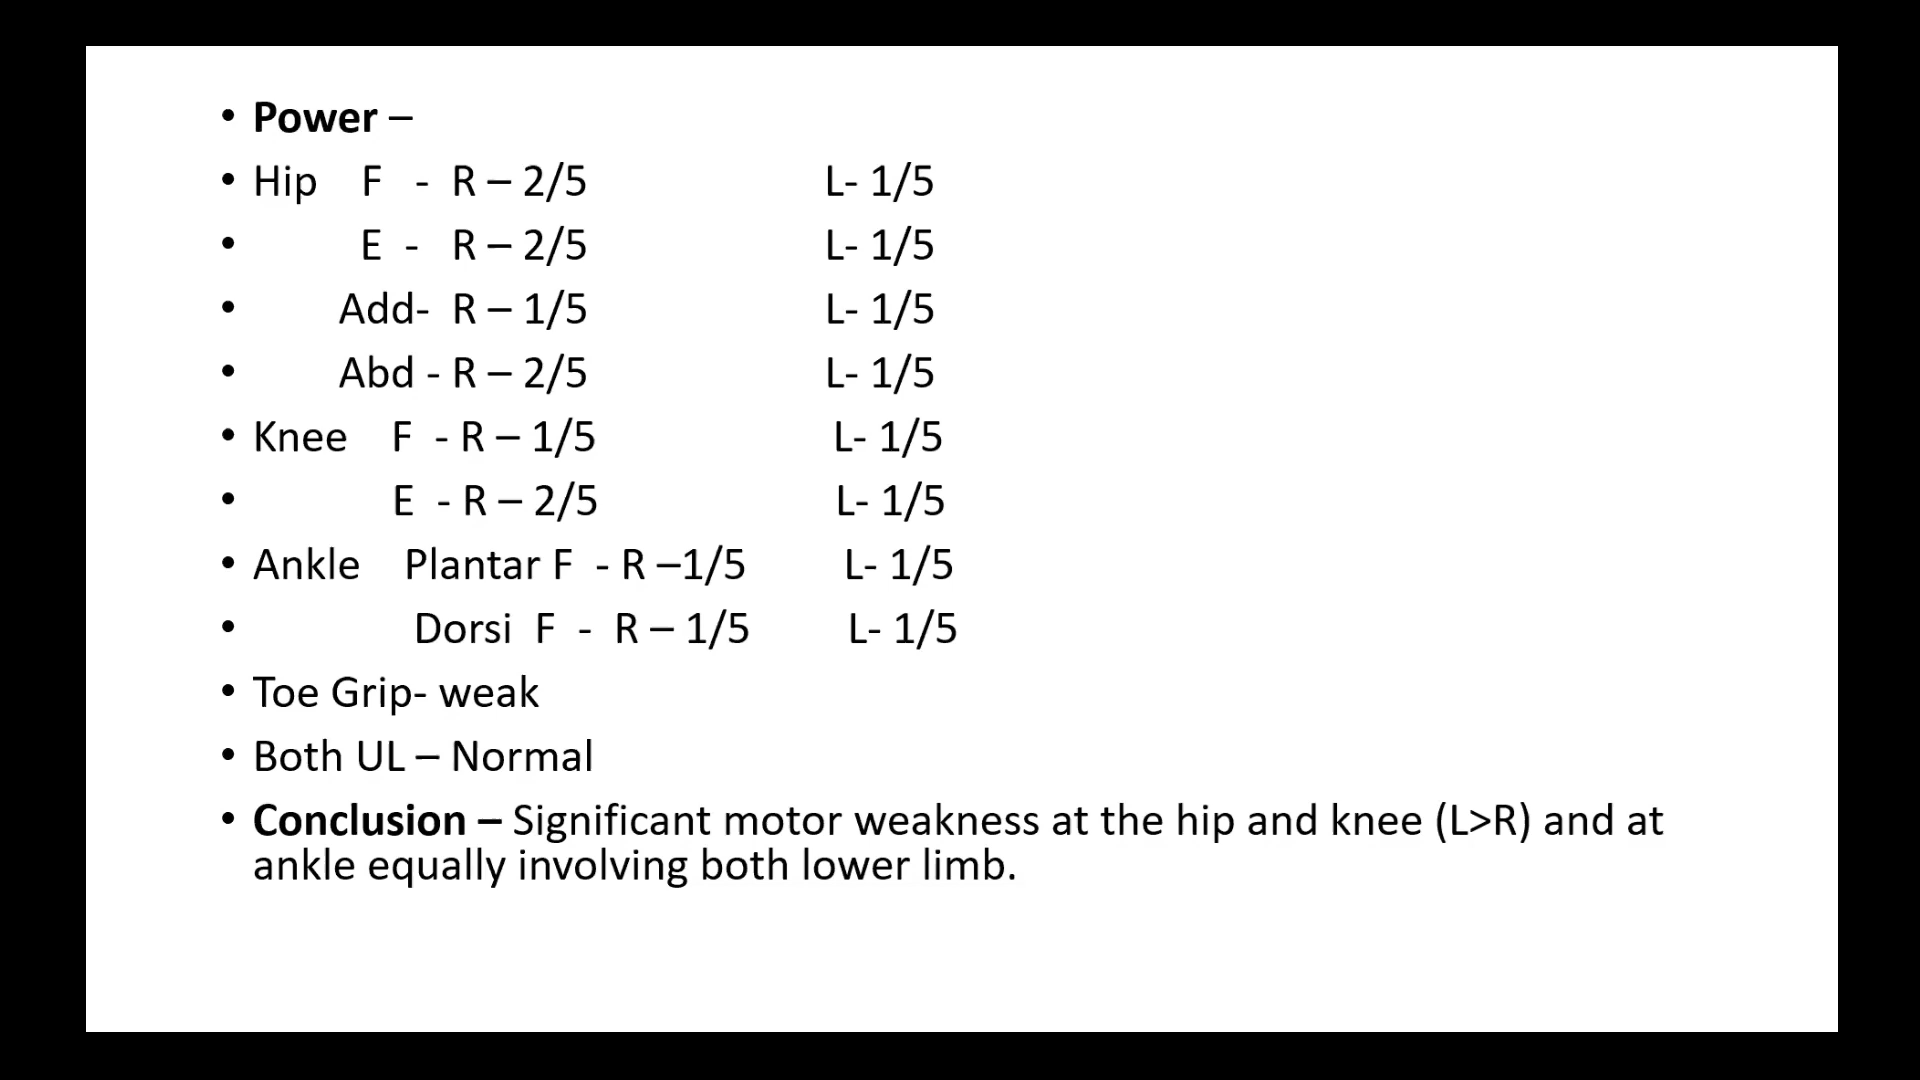 • Power –
• Hip F - R – 2/5 L- 1/5
• E - R – 2/5 L- 1/5
• Add- R – 1/5 L- 1/5
• Abd - R – 2/5 L- 1/5
• Knee F - R – 1/5 L- 1/5
• E - R – 2/5 L- 1/5
• Ankle Plantar F - R –1/5 L- 1/5
• Dorsi F - R – 1/5 L- 1/5
• Toe Grip- weak
• Both UL – Normal
• Conclusion – Significant motor weakness at the hip and knee (L>R) and at
ankle equally involving both lower limb.